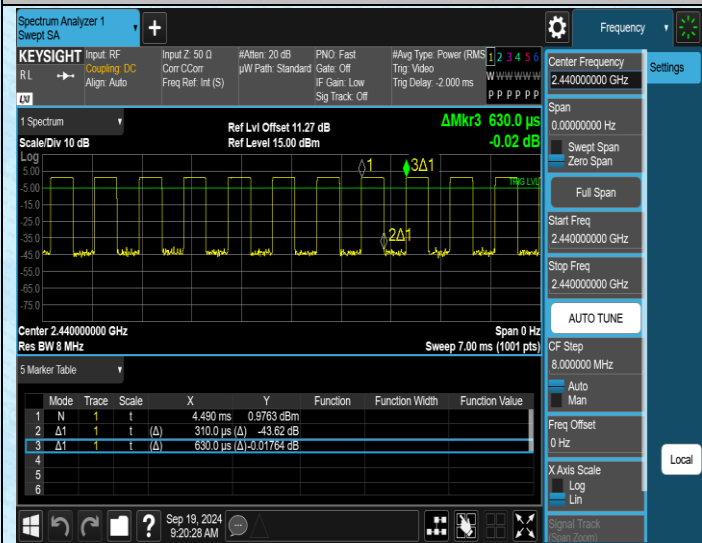 Spectrum Analyzer 1
Swept SA
+
Frequency
KEYSIGHT
RL
LXI
Input: RF
Coupling: DC
Align: Auto
Input Z: 50 Ω
Corr CCorr
Freq Ref: Int (S)
#Atten: 20 dB
µW Path: Standard
PNO: Fast
Gate: Off
IF Gain: Low
Sig Track: Off
#Avg Type: Power (RMS
Trig: Video
Trig Delay: -2.000 ms
1 2 3 4 5 6
W W W W W W
P P P P P P
1 Spectrum
Scale/Div 10 dB
Ref Lvl Offset 11.27 dB
Ref Level 15.00 dBm
ΔMkr3 630.0 µs
-0.02 dB
Log
5.00
-5.00
-15.0
-25.0
-35.0
-45.0
-55.0
-65.0
-75.0
1
3Δ1
TRIG LVL
2Δ1
Center 2.440000000 GHz
Res BW 8 MHz
Span 0 Hz
Sweep 7.00 ms (1001 pts)
5 Marker Table
Mode Trace Scale X Y Function Function Width Function Value
1 N 1 t 4.490 ms 0.9763 dBm
2 Δ1 1 t (Δ) 310.0 µs (Δ) -43.62 dB
3 Δ1 1 t (Δ) 630.0 µs (Δ) -0.01764 dB
4
5
6
Sep 19, 2024
9:20:28 AM
?
Center Frequency
2.440000000 GHz
Span
0.00000000 Hz
Swept Span
Zero Span
Full Span
Start Freq
2.440000000 GHz
Stop Freq
2.440000000 GHz
AUTO TUNE
CF Step
8.000000 MHz
Auto
Man
Freq Offset
0 Hz
X Axis Scale
Log
Lin
Signal Track
(Span Zoom)
Settings
Local